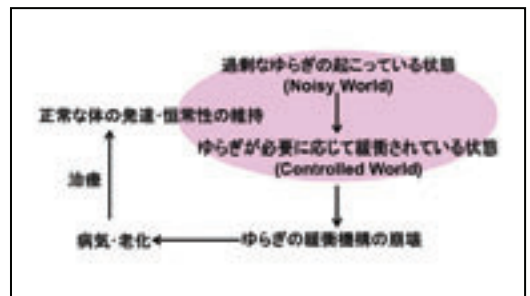 過剰なゆらぎの起こっている状態
(Noisy World)
正常な体の発達・恒常性の維持
ゆらぎが必要に応じて緩衝されている状態
(Controlled World)
治療
病気・老化
ゆらぎの緩衝機構の崩壊